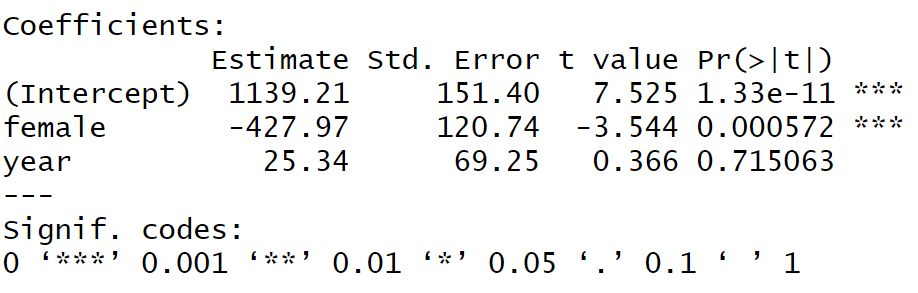 Coefficients:
Estimate Std. Error t value Pr(>|t|)
(Intercept) 1139.21 151.40 7.525 1.33e-11 ***
female -427.97 120.74 -3.544 0.000572 ***
year 25.34 69.25 0.366 0.715063
---
Signif. codes:
0 ‘***’ 0.001 ‘**’ 0.01 ‘*’ 0.05 ‘.’ 0.1 ‘ ’ 1